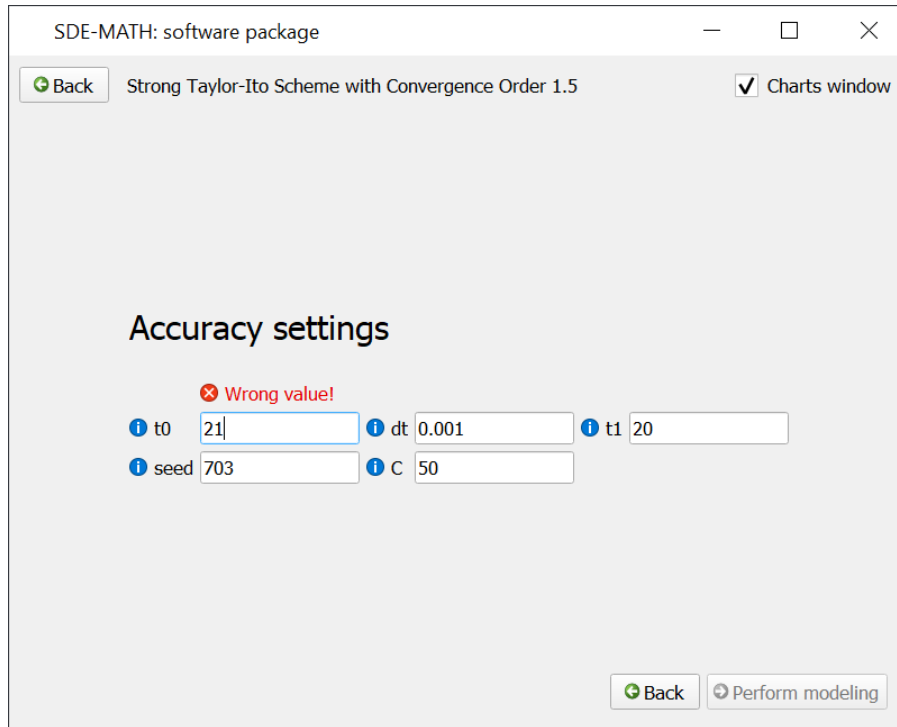 SDE-MATH: software package
Back Strong Taylor-Ito Scheme with Convergence Order 1.5 Charts window
Accuracy settings
Wrong value!
t0 21 dt 0.001 t1 20
seed 703 C 50
Back Perform modeling